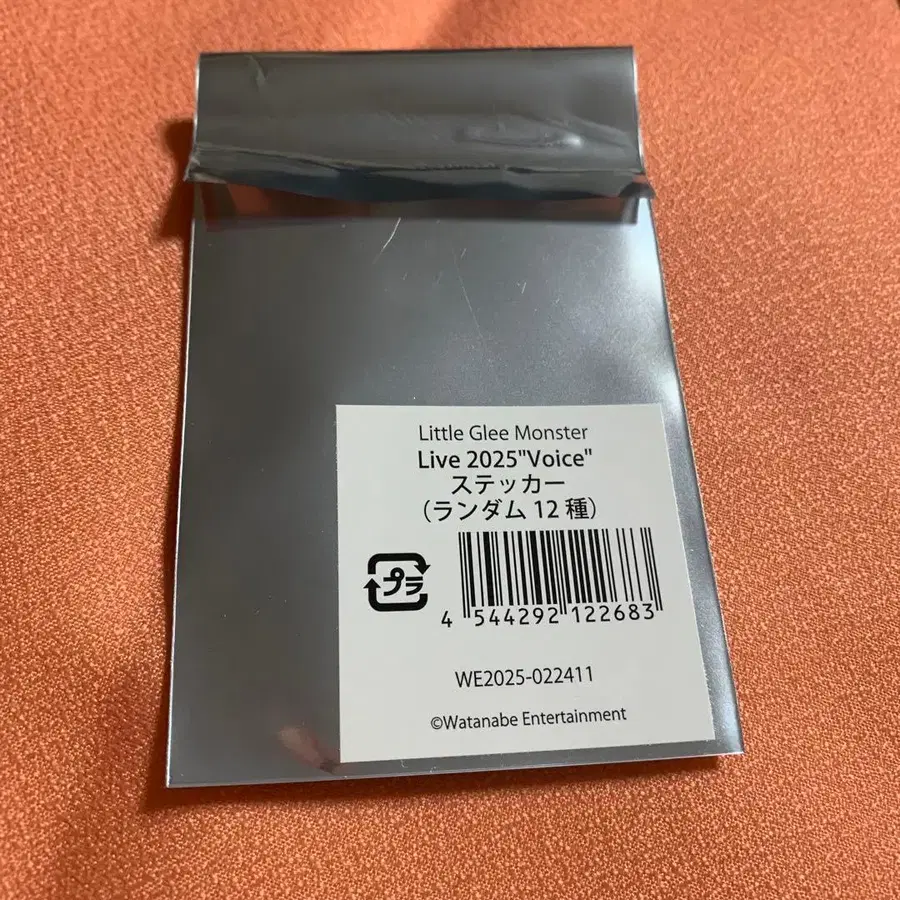 Little Glee Monster
Live 2025"Voice"
ステッカー
（ランダム 12 種）
プラ
4 544292 122683
WE2025-022411
©Watanabe Entertainment